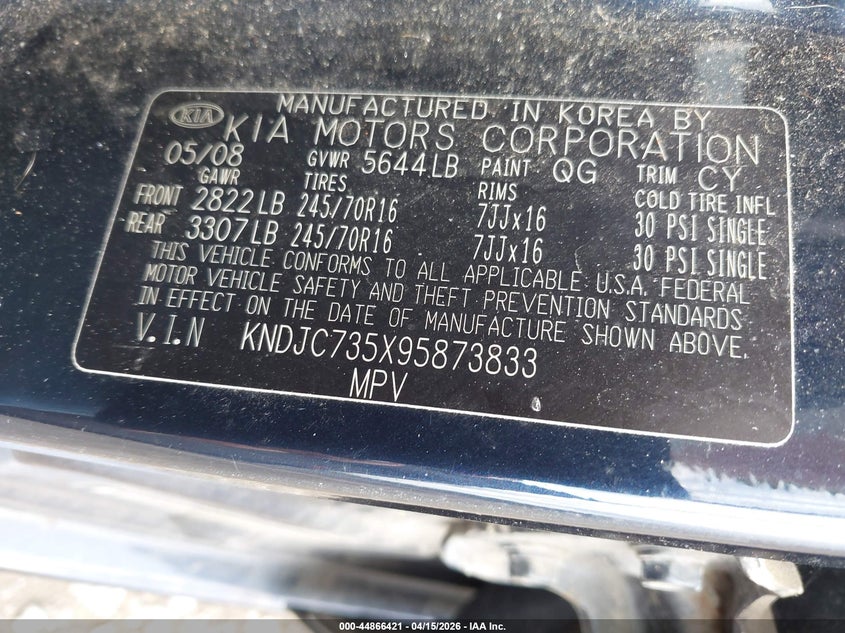 MANUFACTURED IN KOREA BY
KIA KIA MOTORS CORPORATION
05/08 GVWR 5644LB PAINT QG TRIM CY
GAWR TIRES RIMS COLD TIRE INFL
FRONT 2822LB 245/70R16 7JJx16 30 PSI SINGLE
REAR 3307LB 245/70R16 7JJx16 30 PSI SINGLE
THIS VEHICLE CONFORMS TO ALL APPLICABLE U.S.A. FEDERAL
MOTOR VEHICLE SAFETY AND THEFT PREVENTION STANDARDS
IN EFFECT ON THE DATE OF MANUFACTURE SHOWN ABOVE.
V.I.N KNDJC735X95873833
MPV
000-44866421 - 04/15/2026 - IAA Inc.